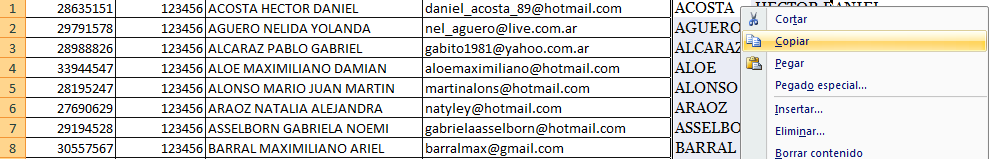 1 28635151 123456 ACOSTA HECTOR DANIEL daniel_acosta_89@hotmail.com ACOSTA HECTOR DANIEL
2 29791578 123456 AGUERO NELIDA YOLANDA nel_aguero@live.com.ar AGUERO
3 28988826 123456 ALCARAZ PABLO GABRIEL gabito1981@yahoo.com.ar ALCARAZ
4 33944547 123456 ALOE MAXIMILIANO DAMIAN aloemaximiliano@hotmail.com ALOE
5 28195247 123456 ALONSO MARIO JUAN MARTIN martinalons@hotmail.com ALONSO
6 27690629 123456 ARAOZ NATALIA ALEJANDRA natyley@hotmail.com ARAOZ
7 29194528 123456 ASSELBORN GABRIELA NOEMI gabrielaasselborn@hotmail.com ASSELBO
8 30557567 123456 BARRAL MAXIMILIANO ARIEL barralmax@gmail.com BARRAL
Cortar
Copiar
Pegar
Pegado especial...
Insertar...
Eliminar...
Borrar contenido